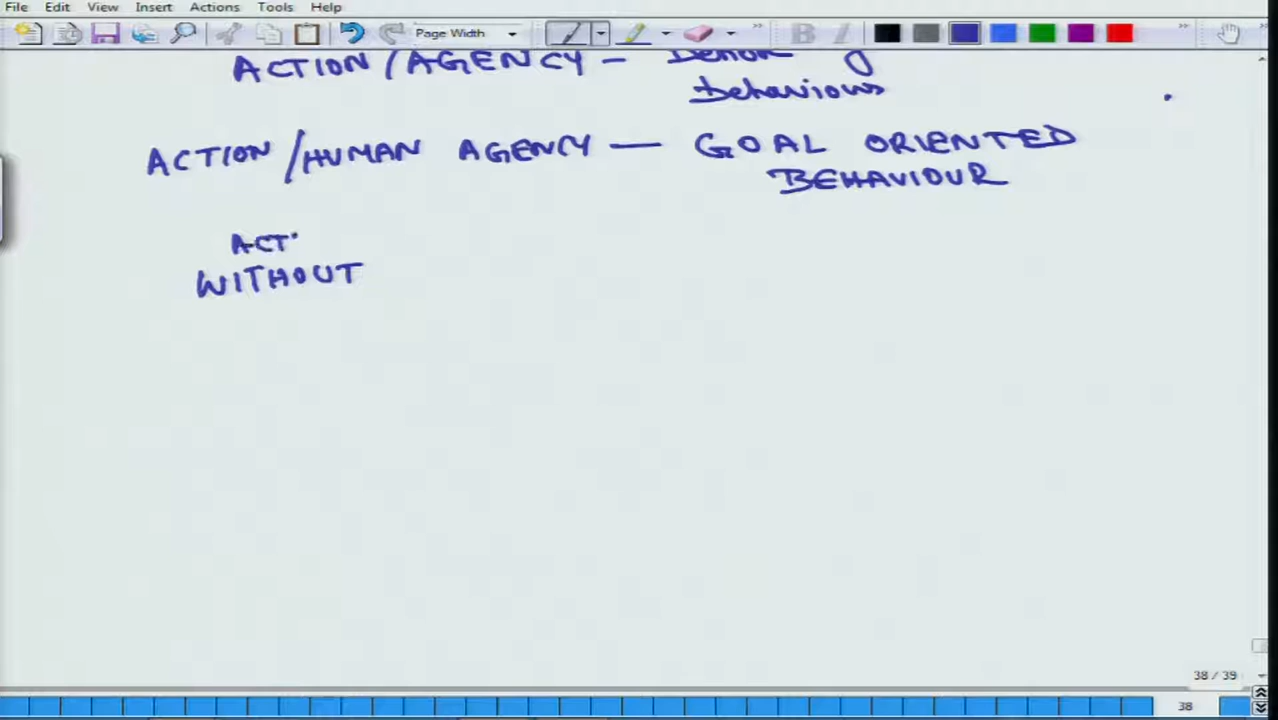 File Edit View Insert Actions Tools Help
Page Width B I
ACTION/AGENCY -
Behaviours
ACTION/HUMAN AGENCY — GOAL ORIENTED
BEHAVIOUR
ACT
WITHOUT
38 / 39
38